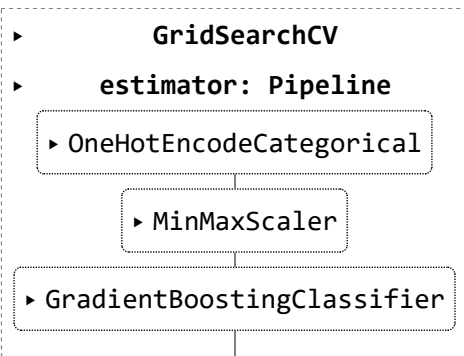 ▸ GridSearchCV
▸ estimator: Pipeline
▸ OneHotEncodeCategorical
▸ MinMaxScaler
▸ GradientBoostingClassifier